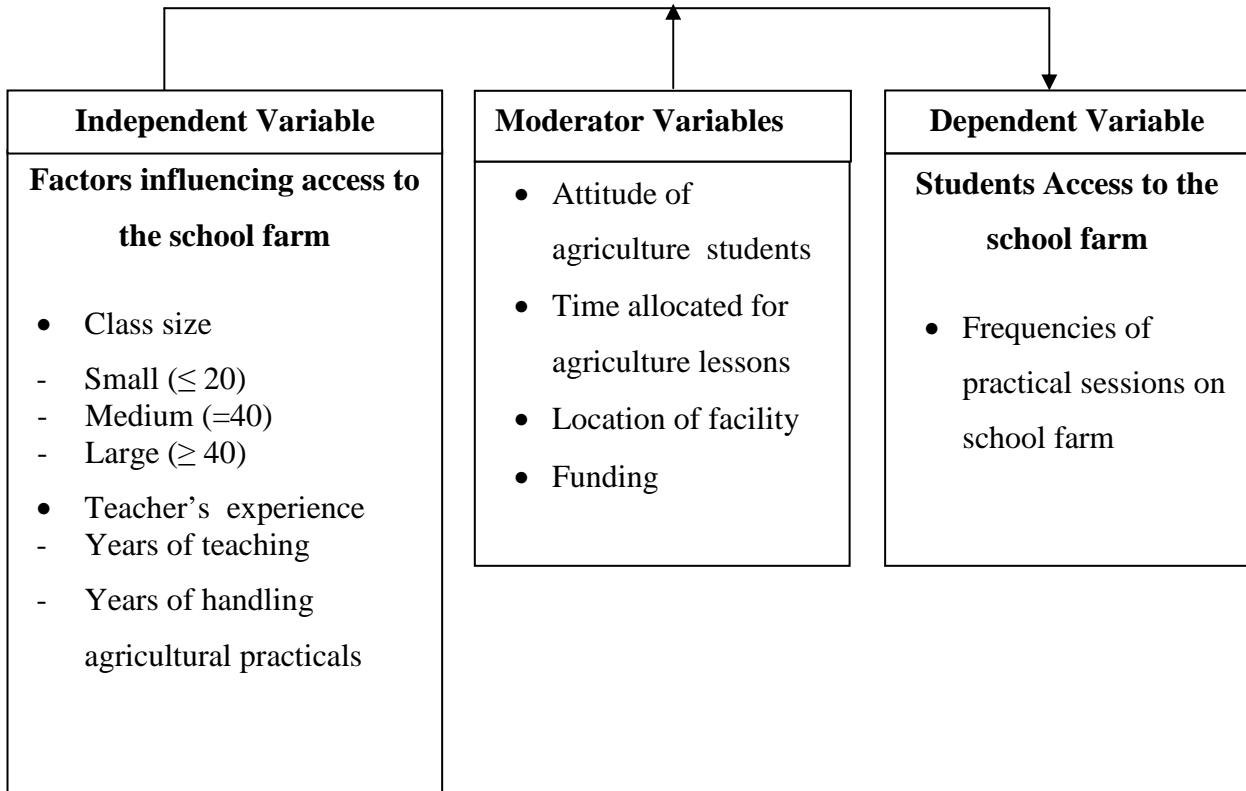 Independent Variable
Factors influencing access to
the school farm
• Class size
- Small (≤ 20)
- Medium (=40)
- Large (≥ 40)
• Teacher’s experience
- Years of teaching
- Years of handling
agricultural practicals
Moderator Variables
• Attitude of
agriculture students
• Time allocated for
agriculture lessons
• Location of facility
• Funding
Dependent Variable
Students Access to the
school farm
• Frequencies of
practical sessions on
school farm